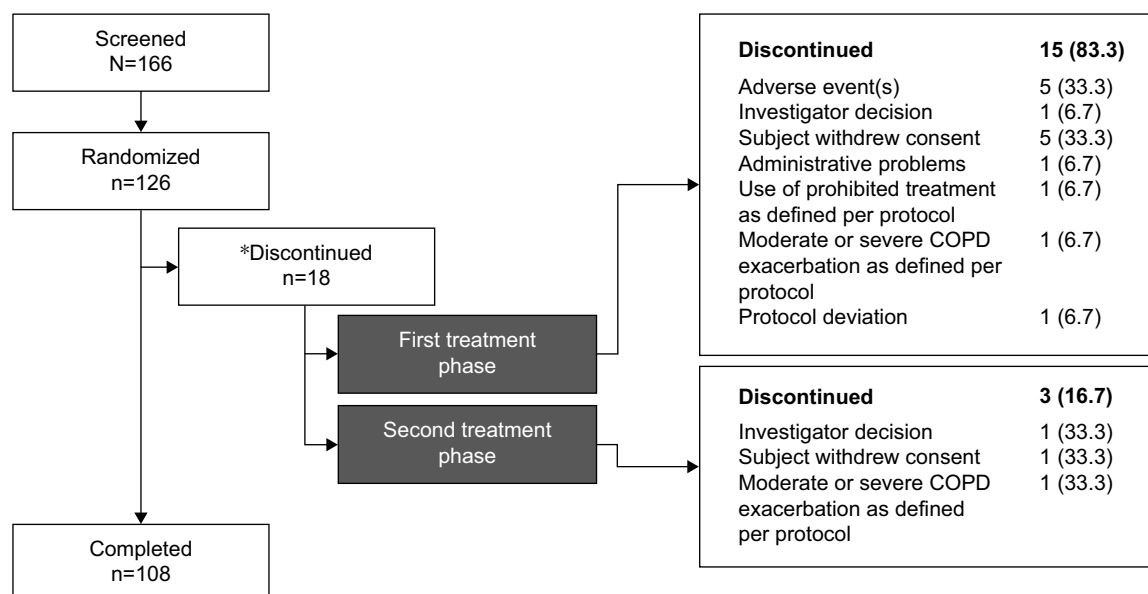 Screened
N=166
Randomized
n=126
*Discontinued
n=18
First treatment
phase
Second treatment
phase
Completed
n=108
Discontinued 15 (83.3)
Adverse event(s) 5 (33.3)
Investigator decision 1 (6.7)
Subject withdrew consent 5 (33.3)
Administrative problems 1 (6.7)
Use of prohibited treatment 1 (6.7)
as defined per protocol
Moderate or severe COPD 1 (6.7)
exacerbation as defined per
protocol
Protocol deviation 1 (6.7)
Discontinued 3 (16.7)
Investigator decision 1 (33.3)
Subject withdrew consent 1 (33.3)
Moderate or severe COPD 1 (33.3)
exacerbation as defined
per protocol